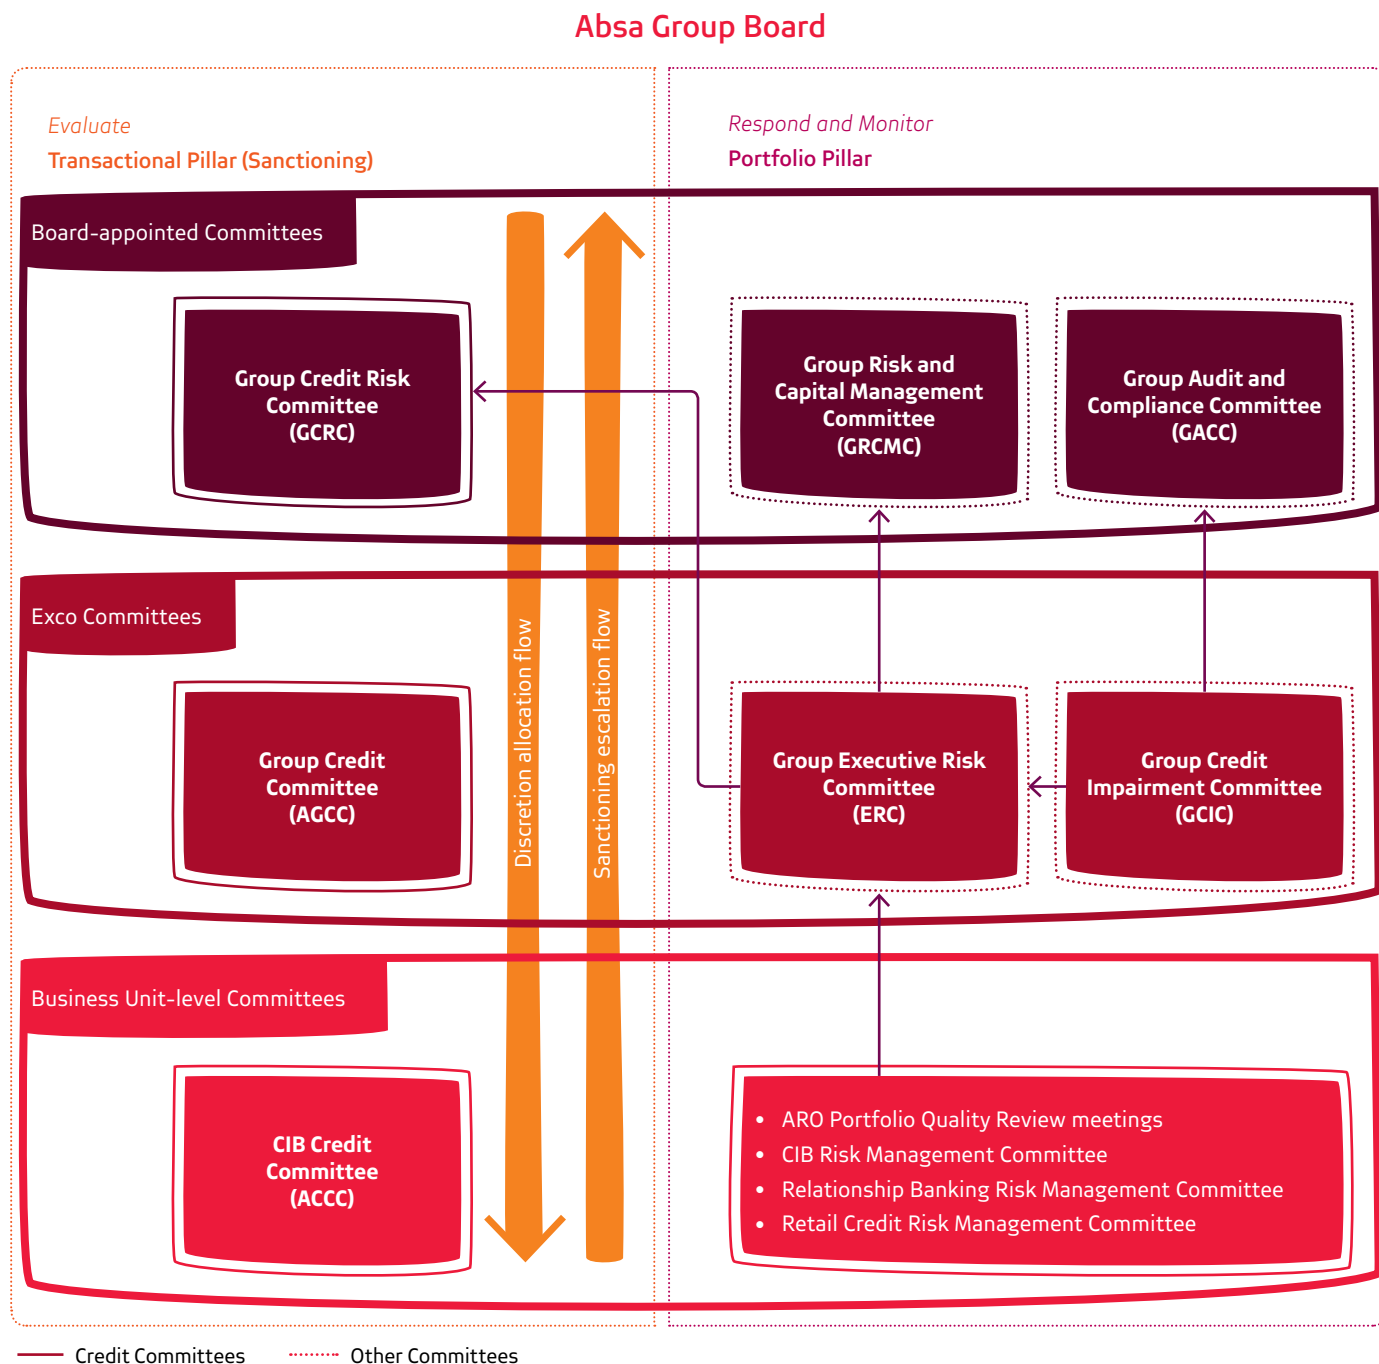 Absa Group Board
Evaluate
Transactional Pillar (Sanctioning)
Respond and Monitor
Portfolio Pillar
Board-appointed Committees
Group Credit Risk
Committee
(GCRC)
Group Risk and
Capital Management
Committee
(GRCMC)
Group Audit and
Compliance Committee
(GACC)
Exco Committees
Group Credit
Committee
(AGCC)
Discretion allocation flow
Sanctioning escalation flow
Group Executive Risk
Committee
(ERC)
Group Credit
Impairment Committee
(GCIC)
Business Unit-level Committees
CIB Credit
Committee
(ACCC)
• ARO Portfolio Quality Review meetings
• CIB Risk Management Committee
• Relationship Banking Risk Management Committee
• Retail Credit Risk Management Committee
Credit Committees
Other Committees